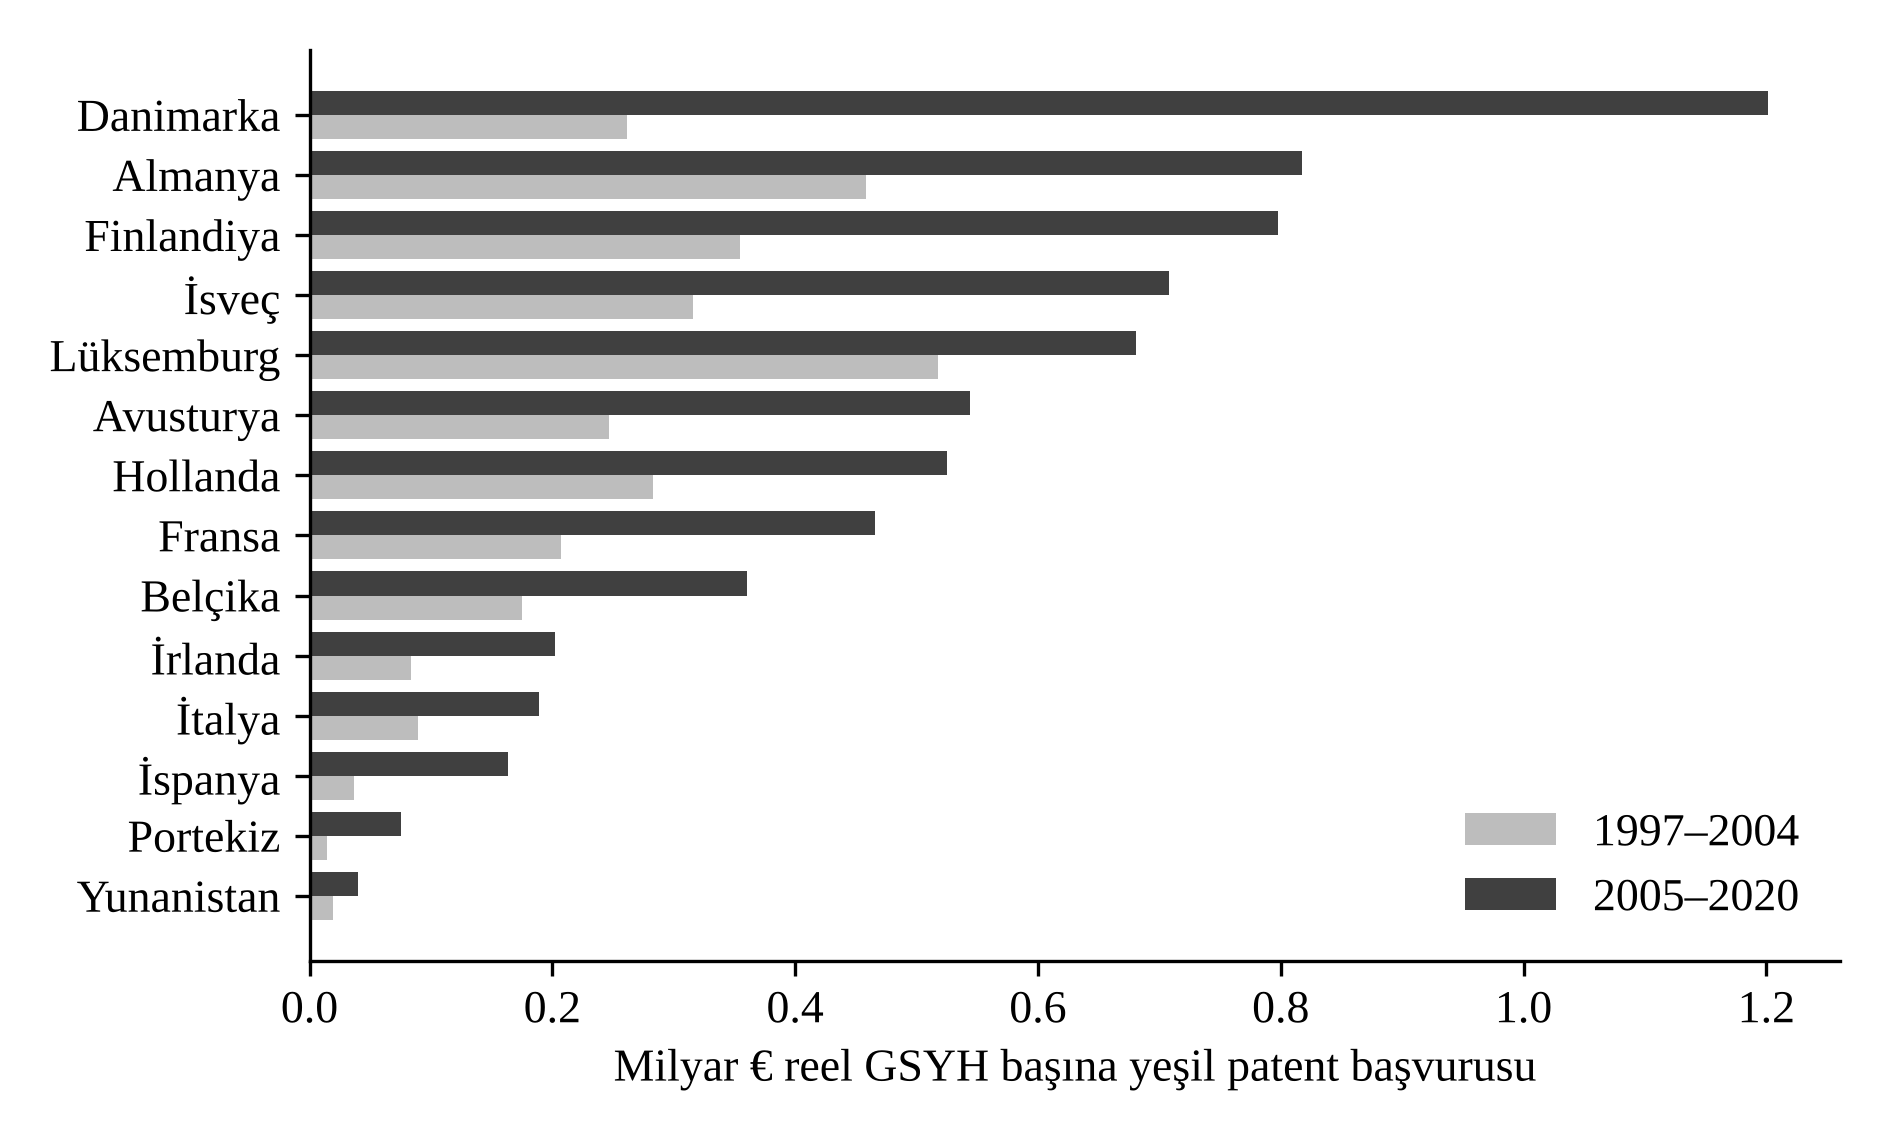 Danimarka
Almanya
Finlandiya
İsveç
Lüksemburg
Avusturya
Hollanda
Fransa
Belçika
İrlanda
İtalya
İspanya
Portekiz
Yunanistan
1997–2004
2005–2020
0.0 0.2 0.4 0.6 0.8 1.0 1.2
Milyar € reel GSYH başına yeşil patent başvurusu